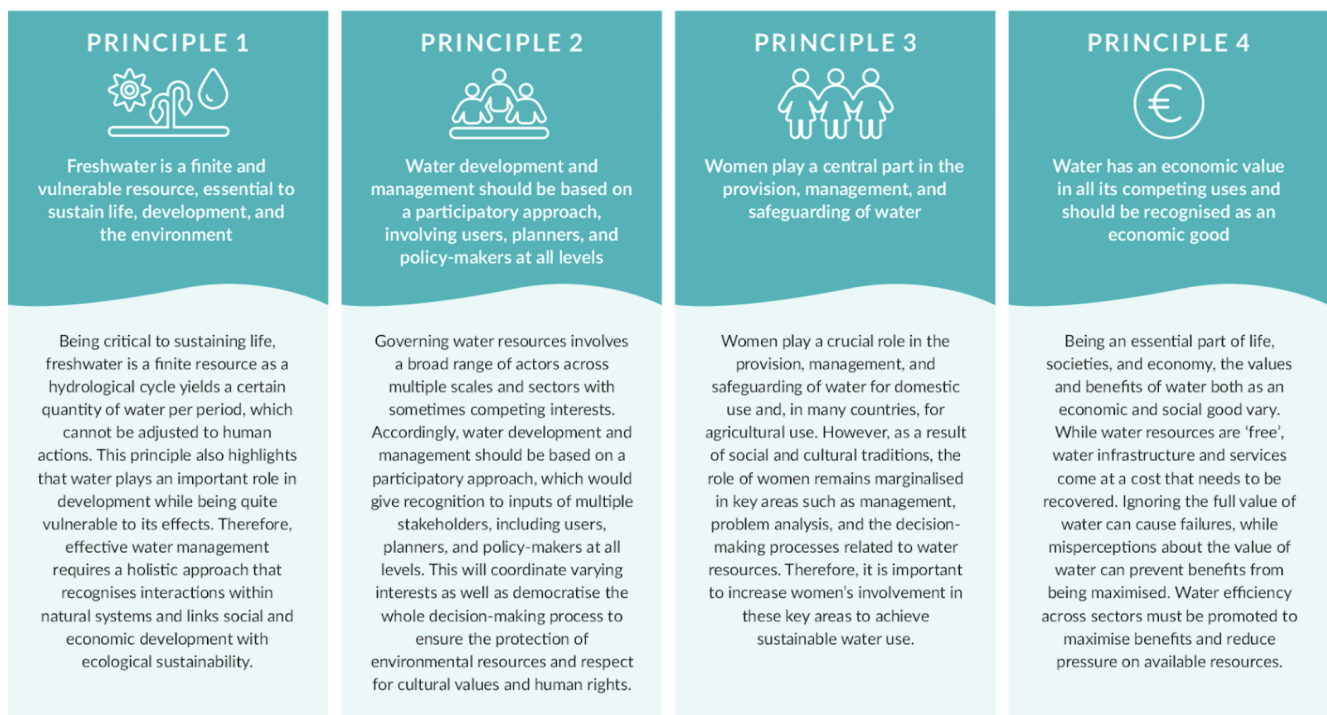 PRINCIPLE 1
Freshwater is a finite and
vulnerable resource, essential to
sustain life, development, and
the environment
Being critical to sustaining life,
freshwater is a finite resource as a
hydrological cycle yields a certain
quantity of water per period, which
cannot be adjusted to human
actions. This principle also highlights
that water plays an important role in
development while being quite
vulnerable to its effects. Therefore,
effective water management
requires a holistic approach that
recognises interactions within
natural systems and links social and
economic development with
ecological sustainability.
PRINCIPLE 2
Water development and
management should be based on
a participatory approach,
involving users, planners, and
policy-makers at all levels
Governing water resources involves
a broad range of actors across
multiple scales and sectors with
sometimes competing interests.
Accordingly, water development and
management should be based on a
participatory approach, which would
give recognition to inputs of multiple
stakeholders, including users,
planners, and policy-makers at all
levels. This will coordinate varying
interests as well as democratise the
whole decision-making process to
ensure the protection of
environmental resources and respect
for cultural values and human rights.
PRINCIPLE 3
Women play a central part in the
provision, management, and
safeguarding of water
Women play a crucial role in the
provision, management, and
safeguarding of water for domestic
use and, in many countries, for
agricultural use. However, as a result
of social and cultural traditions, the
role of women remains marginalised
in key areas such as management,
problem analysis, and the decision-
making processes related to water
resources. Therefore, it is important
to increase women's involvement in
these key areas to achieve
sustainable water use.
PRINCIPLE 4
€
Water has an economic value
in all its competing uses and
should be recognised as an
economic good
Being an essential part of life,
societies, and economy, the values
and benefits of water both as an
economic and social good vary.
While water resources are 'free',
water infrastructure and services
come at a cost that needs to be
recovered. Ignoring the full value of
water can cause failures, while
misperceptions about the value of
water can prevent benefits from
being maximised. Water efficiency
across sectors must be promoted to
maximise benefits and reduce
pressure on available resources.